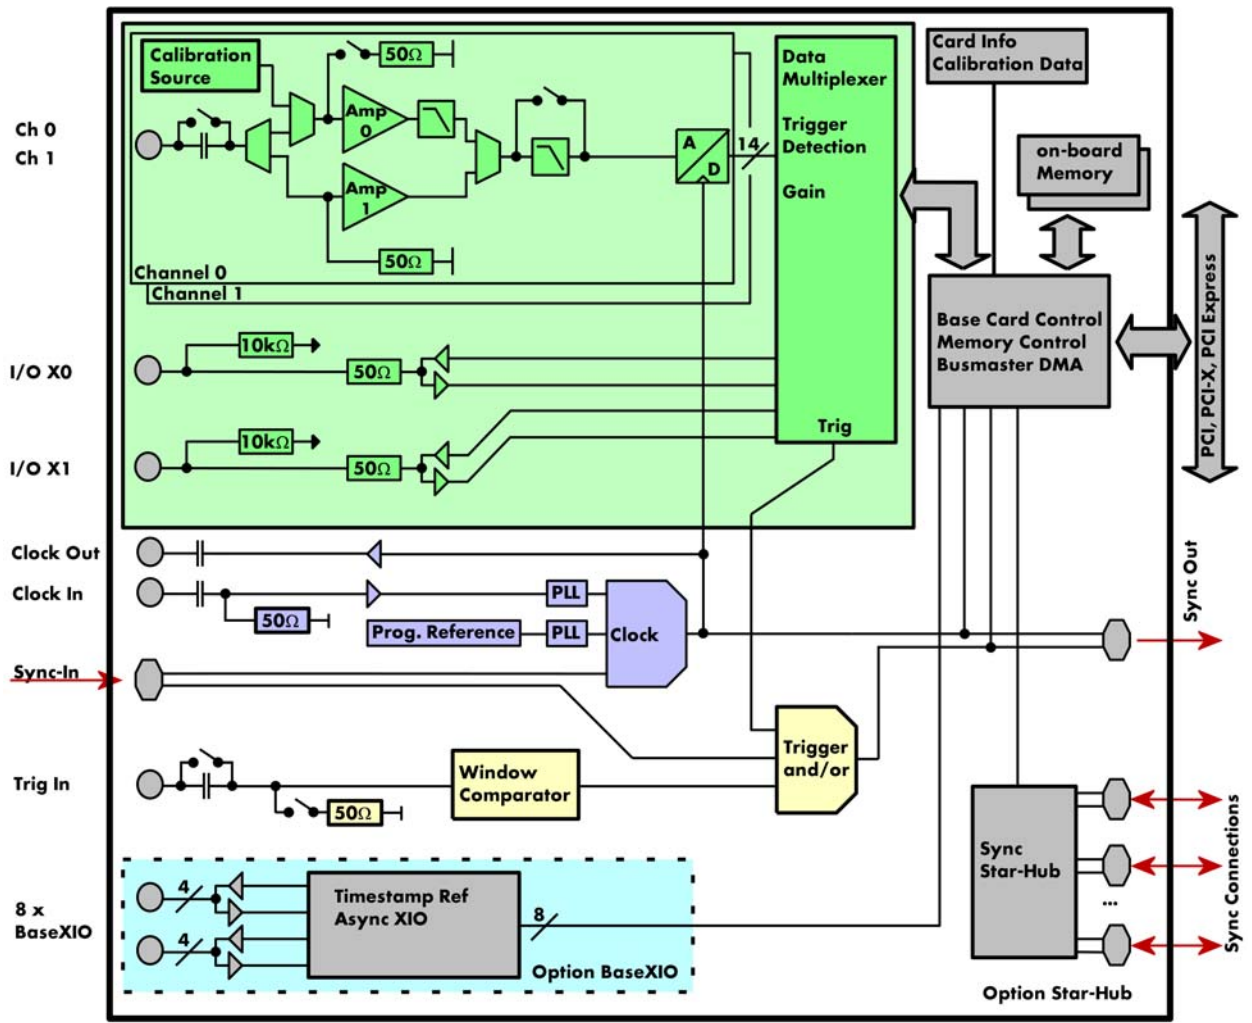 Calibration
Source
50Ω
Amp
0
Amp
1
50Ω
A
D
14
Channel 0
Channel 1
Data
Multiplexer
Trigger
Detection
Gain
Trig
Card Info
Calibration Data
on-board
Memory
Base Card Control
Memory Control
Busmaster DMA
PCI, PCI-X, PCI Express
Ch 0
Ch 1
I/O X0
10kΩ
50Ω
I/O X1
10kΩ
50Ω
Clock Out
Clock In
50Ω
PLL
Prog. Reference
PLL
Clock
Sync Out
Sync-In
Trig In
50Ω
Window
Comparator
Trigger
and/or
8 x
BaseXIO
4
4
Timestamp Ref
Async XIO
8
Option BaseXIO
Sync
Star-Hub
...
Option Star-Hub
Sync Connections